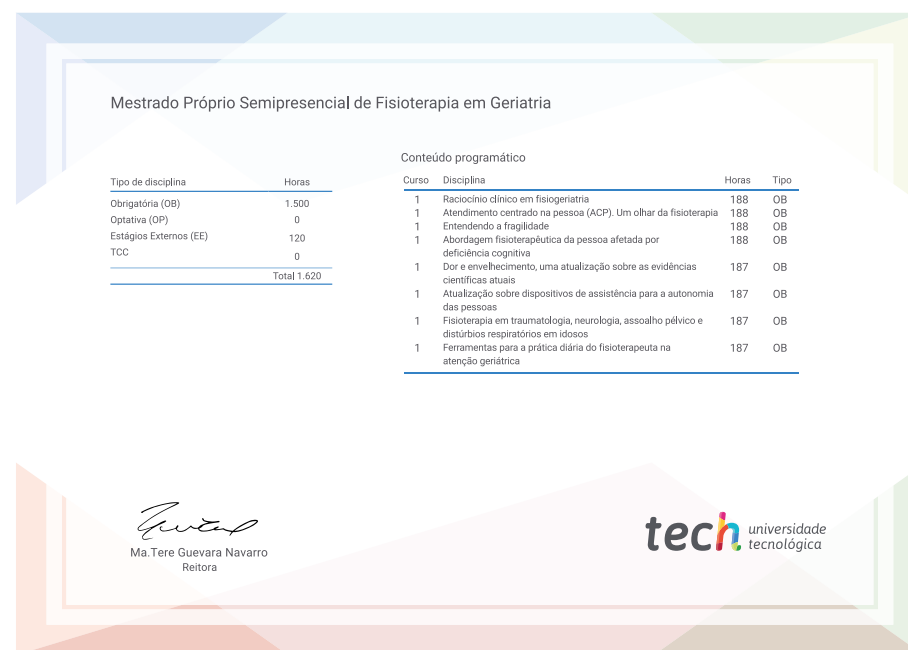 Mestrado Próprio Semipresencial de Fisioterapia em Geriatria
Tipo de disciplina Horas
Obrigatória (OB) 1.500
Optativa (OP) 0
Estágios Externos (EE) 120
TCC 0
Total 1.620
Conteúdo programático
Curso Disciplina Horas Tipo
1 Raciocínio clínico em fisiogeriatria 188 OB
1 Atendimento centrado na pessoa (ACP). Um olhar da fisioterapia 188 OB
1 Entendendo a fragilidade 188 OB
1 Abordagem fisioterapêutica da pessoa afetada por 188 OB
deficiência cognitiva
1 Dor e envelhecimento, uma atualização sobre as evidências 187 OB
científicas atuais
1 Atualização sobre dispositivos de assistência para a autonomia 187 OB
das pessoas
1 Fisioterapia em traumatologia, neurologia, assoalho pélvico e 187 OB
distúrbios respiratórios em idosos
1 Ferramentas para a prática diária do fisioterapeuta na 187 OB
atenção geriátrica
Ma.Tere Guevara Navarro
Reitora
tech universidade
tecnológica